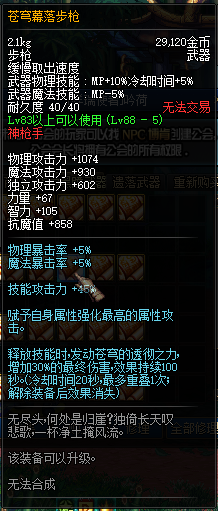 苍穹幕落步枪
2.1kg 29,120金币
步枪 武器
缓慢取出速度
武器物理技能 : MP+10%冷却时间+5%
武器魔法技能 : MP-5%
耐久度 40/40 无法交易
Lv83以上可以使用 (Lv88 - 5)
神枪手
物理攻击力 +1074
魔法攻击力 +930
独立攻击力 +602
力量 +67
智力 +105
抗魔值 +858
物理暴击率 +5%
魔法暴击率 +5%
技能攻击力 +45%
赋予自身属性强化最高的属性攻
击。
释放技能时,发动苍穹的透彻之力,
增加30%的最终伤害,效果持续100
秒。(冷却时间20秒,最多重叠1次;
解除装备后效果消失)
无尽头,何处是归崖?独倚长天叹
悲歌,一杯净土掩风流。
该装备可以升级。
无法合成